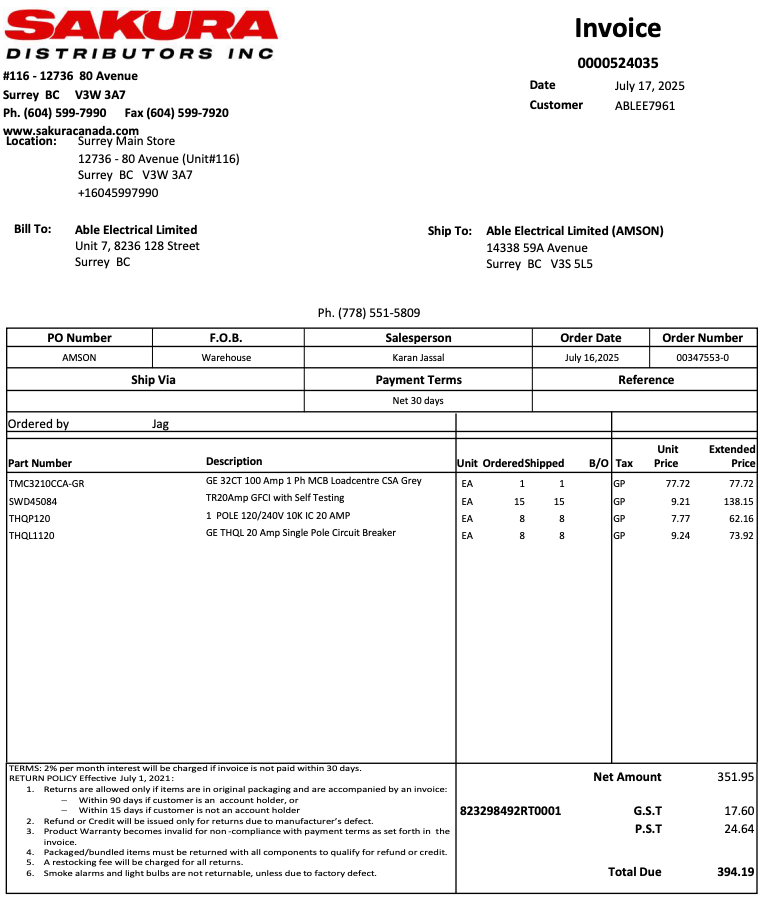 SAKURA
DISTRIBUTORS INC
#116 - 12736 80 Avenue
Surrey BC V3W 3A7
Ph. (604) 599-7990 Fax (604) 599-7920
www.sakuracanada.com
Invoice
0000524035
Date July 17, 2025
Customer ABLEE7961
Location: Surrey Main Store
12736 - 80 Avenue (Unit#116)
Surrey BC V3W 3A7
+16045997990
Bill To: Able Electrical Limited
Unit 7, 8236 128 Street
Surrey BC
Ship To: Able Electrical Limited (AMSON)
14338 59A Avenue
Surrey BC V3S 5L5
Ph. (778) 551-5809
PO Number F.O.B. Salesperson Order Date Order Number
AMSON Warehouse Karan Jassal July 16,2025 00347553-0
Ship Via Payment Terms Reference
Net 30 days
Ordered by Jag
Part Number Description Unit Ordered Shipped B/O Tax Unit Price Extended Price
TMC3210CCA-GR GE 32CT 100 Amp 1 Ph MCB Loadcentre CSA Grey EA 1 1 GP 77.72 77.72
SWD45084 TR20Amp GFCI with Self Testing EA 15 15 GP 9.21 138.15
THQP120 1 POLE 120/240V 10K IC 20 AMP EA 8 8 GP 7.77 62.16
THQL1120 GE THQL 20 Amp Single Pole Circuit Breaker EA 8 8 GP 9.24 73.92
TERMS: 2% per month interest will be charged if invoice is not paid within 30 days.
RETURN POLICY Effective July 1, 2021:
1. Returns are allowed only if items are in original packaging and are accompanied by an invoice:
– Within 90 days if customer is an account holder, or
– Within 15 days if customer is not an account holder
2. Refund or Credit will be issued only for returns due to manufacturer's defect.
3. Product Warranty becomes invalid for non-compliance with payment terms as set forth in the
invoice.
4. Packaged/bundled items must be returned with all components to qualify for refund or credit.
5. A restocking fee will be charged for all returns.
6. Smoke alarms and light bulbs are not returnable, unless due to factory defect.
Net Amount 351.95
823298492RT0001 G.S.T 17.60
P.S.T 24.64
Total Due 394.19